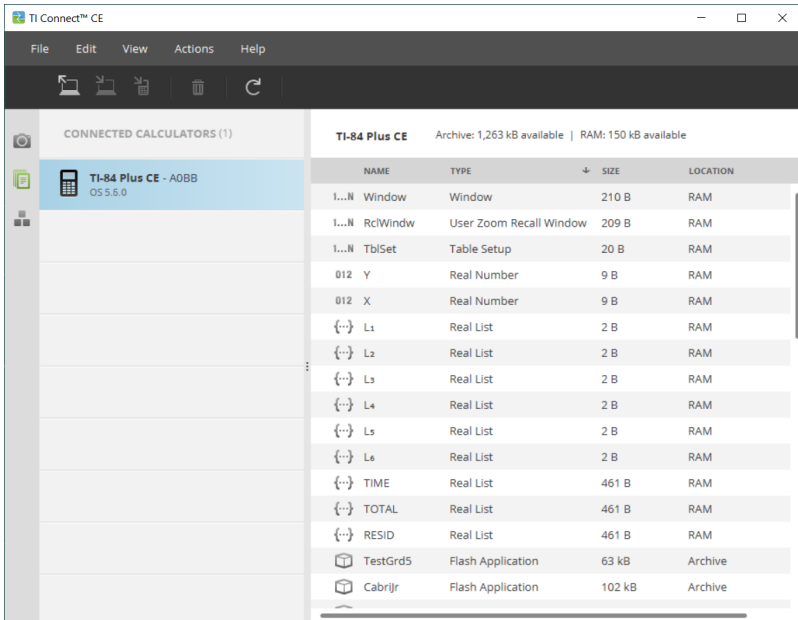 TI Connect™ CE
File Edit View Actions Help
CONNECTED CALCULATORS (1)
TI-84 Plus CE - A0BB
OS 5.6.0
TI-84 Plus CE Archive: 1,263 kB available | RAM: 150 kB available
NAME TYPE SIZE LOCATION
1...N Window Window 210 B RAM
1...N RclWindw User Zoom Recall Window 209 B RAM
1...N TblSet Table Setup 20 B RAM
012 Y Real Number 9 B RAM
012 X Real Number 9 B RAM
{...} L₁ Real List 2 B RAM
{...} L₂ Real List 2 B RAM
{...} L₃ Real List 2 B RAM
{...} L₄ Real List 2 B RAM
{...} L₅ Real List 2 B RAM
{...} L₆ Real List 2 B RAM
{...} TIME Real List 461 B RAM
{...} TOTAL Real List 461 B RAM
{...} RESID Real List 461 B RAM
TestGrd5 Flash Application 63 kB Archive
CabriJr Flash Application 102 kB Archive